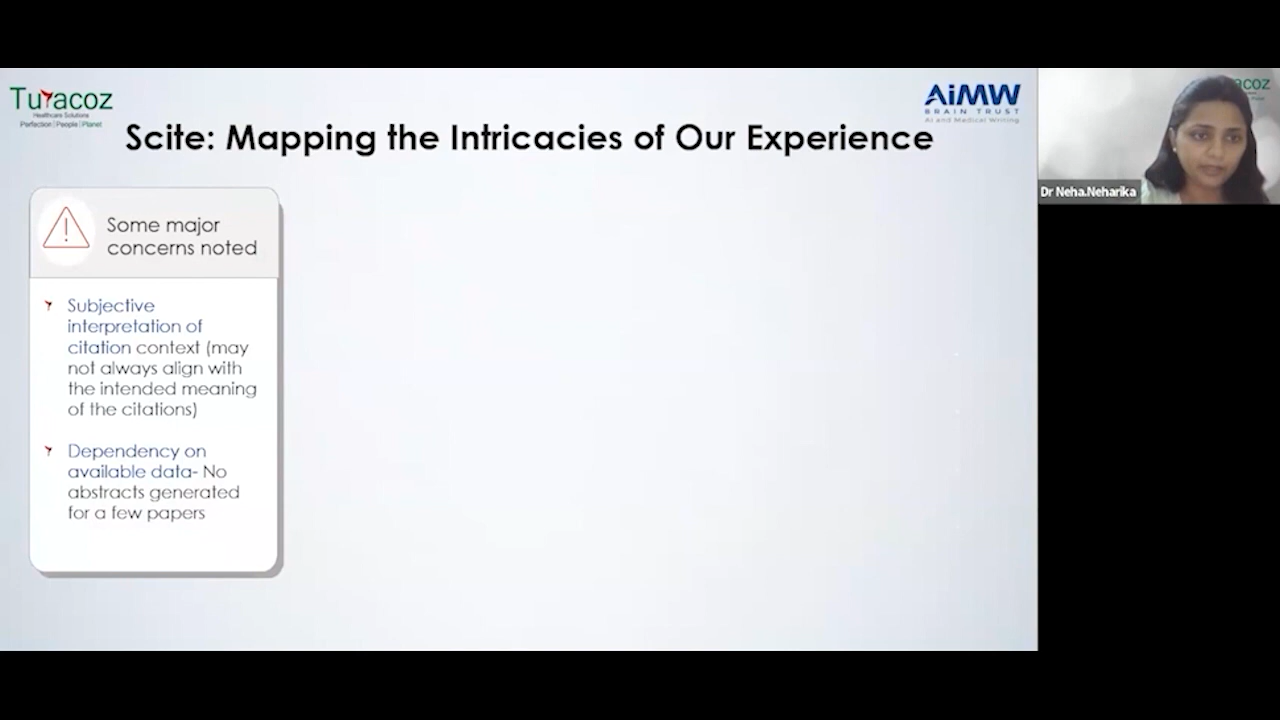 Turacoz
Healthcare Solutions
Perfection | People | Planet
AiMW
BRAIN TRUST
AI and Medical Writing
Scite: Mapping the Intricacies of Our Experience
acoz
Dr Neha.Neharika
Some major
concerns noted
Subjective
interpretation of
citation context (may
not always align with
the intended meaning
of the citations)
Dependency on
available data- No
abstracts generated
for a few papers